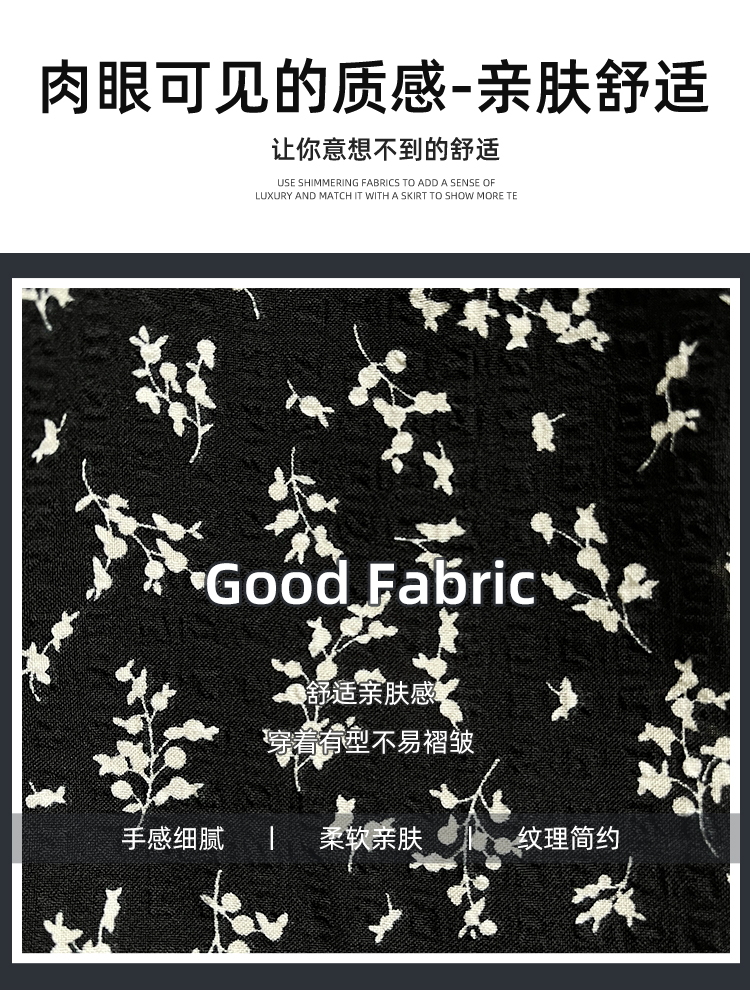 肉眼可见的质感-亲肤舒适
让你意想不到的舒适
USE SHIMMERING FABRICS TO ADD A SENSE OF
LUXURY AND MATCH IT WITH A SKIRT TO SHOW MORE TE
Good Fabric
舒适亲肤感
穿着有型不易褶皱
手感细腻 | 柔软亲肤 | 纹理简约